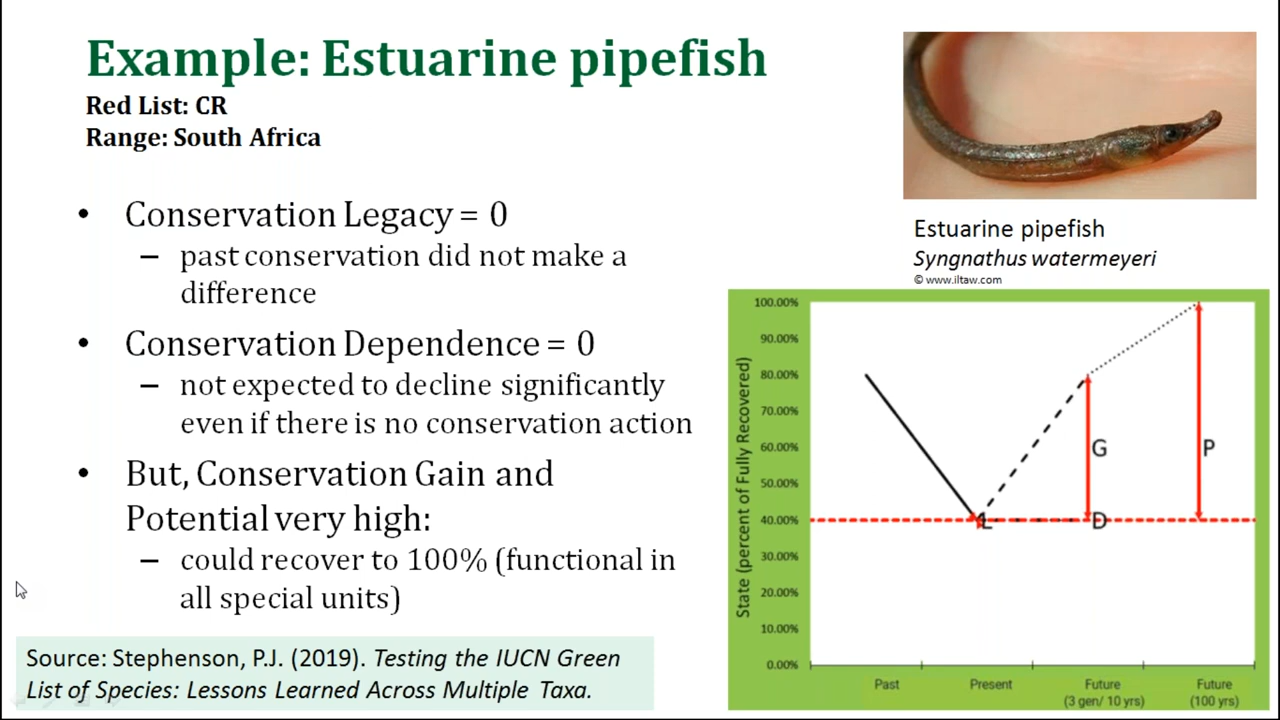 Example: Estuarine pipefish
Red List: CR
Range: South Africa
• Conservation Legacy = 0
– past conservation did not make a
difference
• Conservation Dependence = 0
– not expected to decline significantly
even if there is no conservation action
• But, Conservation Gain and
Potential very high:
– could recover to 100% (functional in
all special units)
Source: Stephenson, P.J. (2019). Testing the IUCN Green
List of Species: Lessons Learned Across Multiple Taxa.
Estuarine pipefish
Syngnathus watermeyeri
© www.iltaw.com
State (percent of Fully Recovered)
100.00%
90.00%
80.00%
70.00%
60.00%
50.00%
40.00%
30.00%
20.00%
10.00%
0.00%
G
P
L
D
Past
Present
Future
(3 gen/ 10 yrs)
Future
(100 yrs)